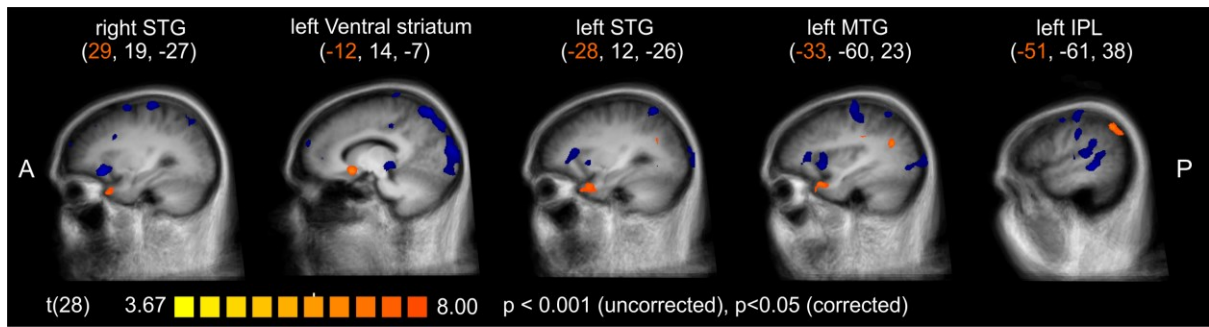 right STG
(29, 19, -27)
left Ventral striatum
(-12, 14, -7)
left STG
(-28, 12, -26)
left MTG
(-33, -60, 23)
left IPL
(-51, -61, 38)
A
P
t(28) 3.67 8.00 p < 0.001 (uncorrected), p<0.05 (corrected)